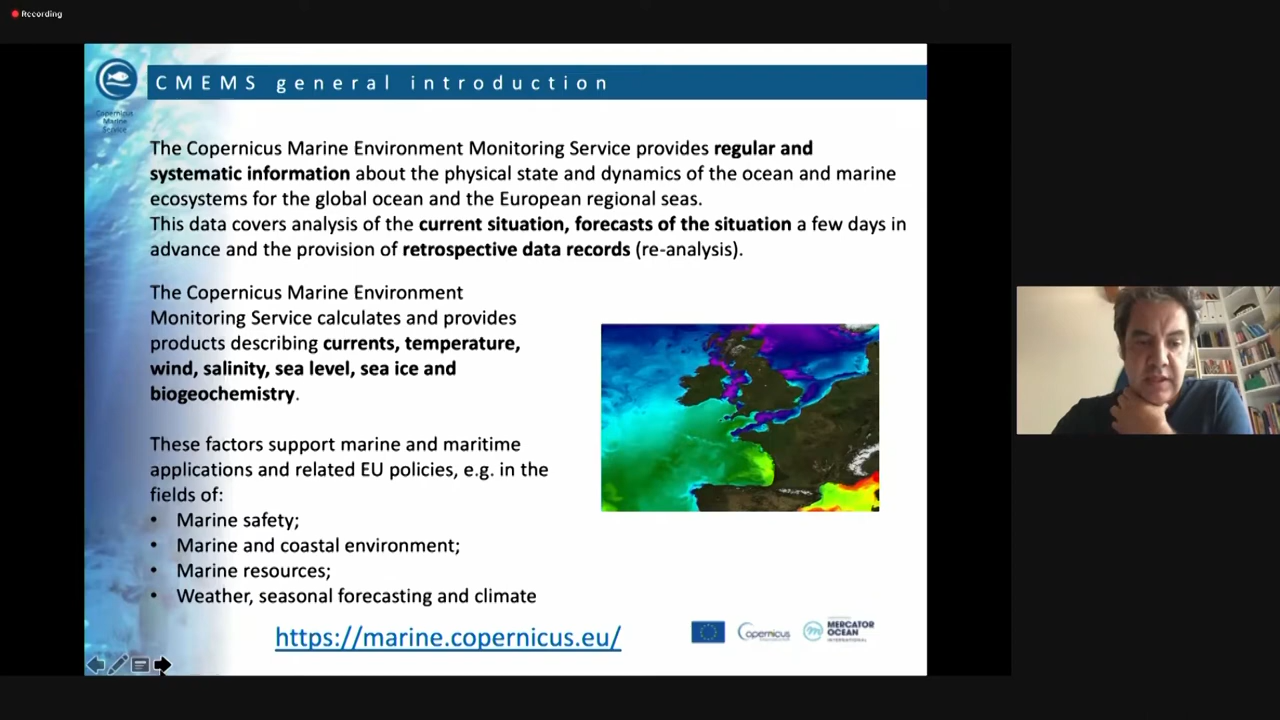 Recording
CMEMS general introduction
Copernicus
Marine
Service
The Copernicus Marine Environment Monitoring Service provides regular and
systematic information about the physical state and dynamics of the ocean and marine
ecosystems for the global ocean and the European regional seas.
This data covers analysis of the current situation, forecasts of the situation a few days in
advance and the provision of retrospective data records (re-analysis).
The Copernicus Marine Environment
Monitoring Service calculates and provides
products describing currents, temperature,
wind, salinity, sea level, sea ice and
biogeochemistry.
These factors support marine and maritime
applications and related EU policies, e.g. in the
fields of:
• Marine safety;
• Marine and coastal environment;
• Marine resources;
• Weather, seasonal forecasting and climate
https://marine.copernicus.eu/
Copernicus
MERCATOR
OCEAN
INTERNATIONAL